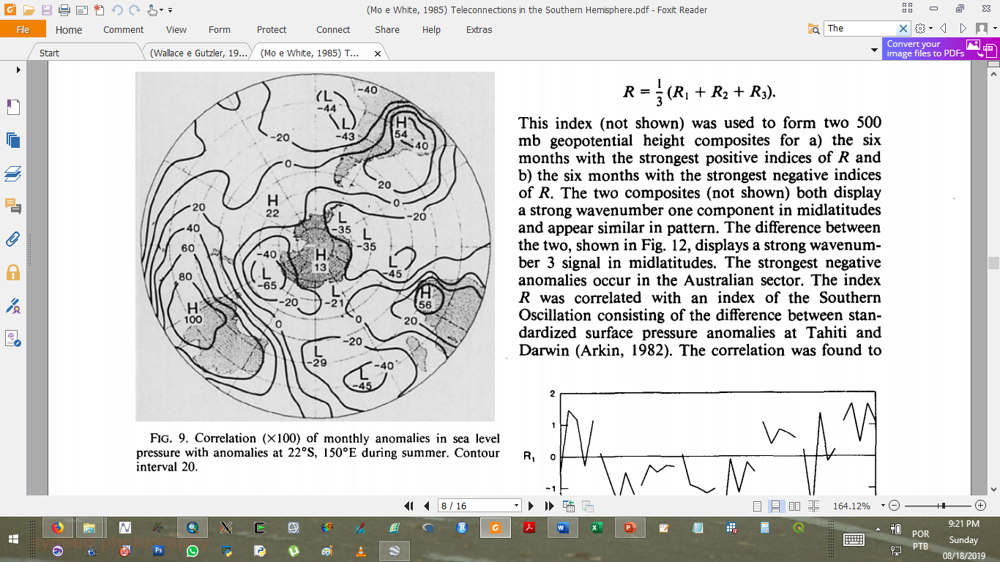 (Mo e White, 1985) Teleconnections in the Southern Hemisphere.pdf - Foxit Reader
File Home Comment View Form Protect Connect Share Help Extras
The
Start
(Wallace e Gutzler, 19...
(Mo e White, 1985) T...
Convert your
image files to PDFs
-40
L
-44
L
-43
H
54
40
-20
0
20
0
H
22
-20
20
L
-35
40
L
-35
60
-40
H
13
L
-45
80
L
-65
L
-21
H
56
-20
H
100
20
0
0
-20
L
-29
-40
L
-45
FIG. 9. Correlation (×100) of monthly anomalies in sea level
pressure with anomalies at 22°S, 150°E during summer. Contour
interval 20.
R = 1/3 (R₁ + R₂ + R₃).
This index (not shown) was used to form two 500
mb geopotential height composites for a) the six
months with the strongest positive indices of R and
b) the six months with the strongest negative indices
of R. The two composites (not shown) both display
a strong wavenumber one component in midlatitudes
and appear similar in pattern. The difference between
the two, shown in Fig. 12, displays a strong wavenum-
ber 3 signal in midlatitudes. The strongest negative
anomalies occur in the Australian sector. The index
R was correlated with an index of the Southern
Oscillation consisting of the difference between stan-
dardized surface pressure anomalies at Tahiti and
Darwin (Arkin, 1982). The correlation was found to
2
1
R₁ 0
-1
8 / 16
164.12%
POR
PTB
9:21 PM
Sunday
08/18/2019